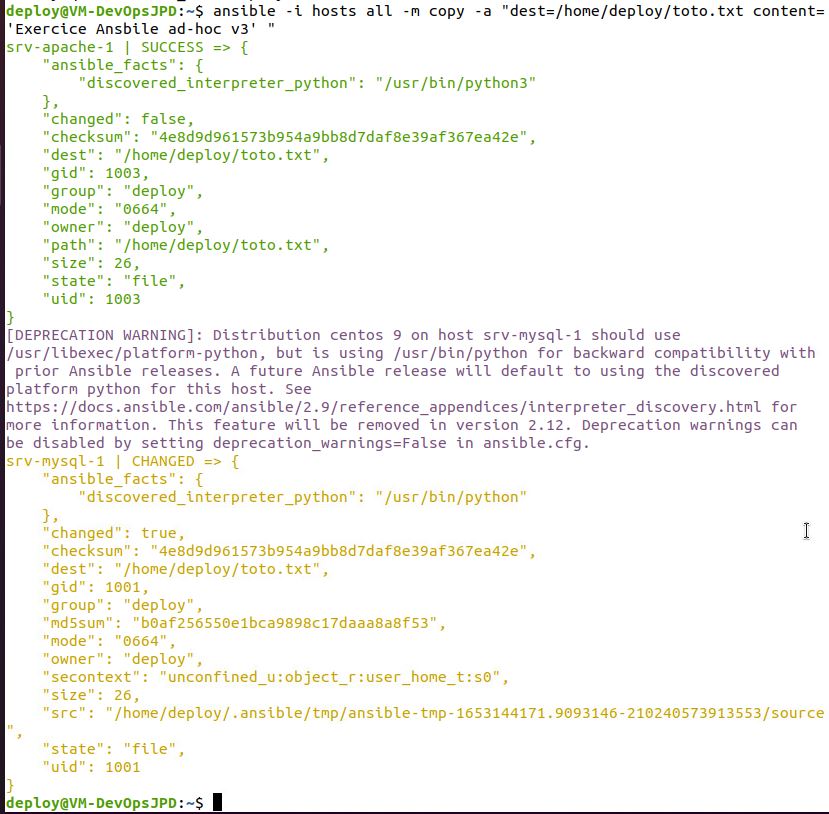 deploy@VM-DevOpsJPD:~$ ansible -i hosts all -m copy -a "dest=/home/deploy/toto.txt content=
'Exercice Ansbile ad-hoc v3' "
srv-apache-1 | SUCCESS => {
    "ansible_facts": {
        "discovered_interpreter_python": "/usr/bin/python3"
    },
    "changed": false,
    "checksum": "4e8d9d961573b954a9bb8d7daf8e39af367ea42e",
    "dest": "/home/deploy/toto.txt",
    "gid": 1003,
    "group": "deploy",
    "mode": "0664",
    "owner": "deploy",
    "path": "/home/deploy/toto.txt",
    "size": 26,
    "state": "file",
    "uid": 1003
}
[DEPRECATION WARNING]: Distribution centos 9 on host srv-mysql-1 should use
/usr/libexec/platform-python, but is using /usr/bin/python for backward compatibility with
 prior Ansible releases. A future Ansible release will default to using the discovered
platform python for this host. See
https://docs.ansible.com/ansible/2.9/reference_appendices/interpreter_discovery.html for
more information. This feature will be removed in version 2.12. Deprecation warnings can
be disabled by setting deprecation_warnings=False in ansible.cfg.
srv-mysql-1 | CHANGED => {
    "ansible_facts": {
        "discovered_interpreter_python": "/usr/bin/python"
    },
    "changed": true,
    "checksum": "4e8d9d961573b954a9bb8d7daf8e39af367ea42e",
    "dest": "/home/deploy/toto.txt",
    "gid": 1001,
    "group": "deploy",
    "md5sum": "b0af256550e1bca9898c17daaa8a8f53",
    "mode": "0664",
    "owner": "deploy",
    "secontext": "unconfined_u:object_r:user_home_t:s0",
    "size": 26,
    "src": "/home/deploy/.ansible/tmp/ansible-tmp-1653144171.9093146-210240573913553/source
",
    "state": "file",
    "uid": 1001
}
deploy@VM-DevOpsJPD:~$